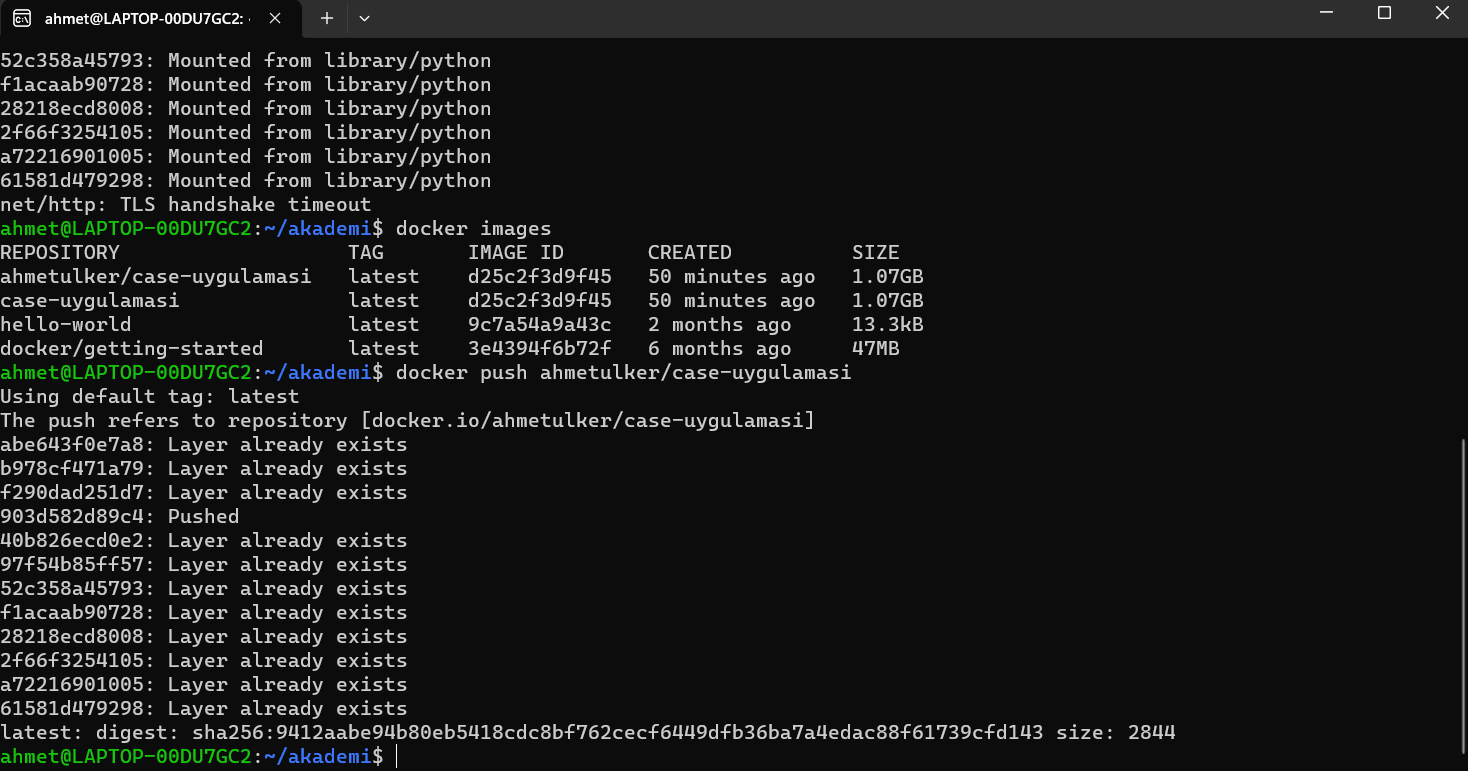 ahmet@LAPTOP-00DU7GC2: 
52c358a45793: Mounted from library/python
f1acaab90728: Mounted from library/python
28218ecd8008: Mounted from library/python
2f66f3254105: Mounted from library/python
a72216901005: Mounted from library/python
61581d479298: Mounted from library/python
net/http: TLS handshake timeout
ahmet@LAPTOP-00DU7GC2:~/akademi$ docker images
REPOSITORY                   TAG       IMAGE ID       CREATED          SIZE
ahmetulker/case-uygulamasi   latest    d25c2f3d9f45   50 minutes ago   1.07GB
case-uygulamasi              latest    d25c2f3d9f45   50 minutes ago   1.07GB
hello-world                  latest    9c7a54a9a43c   2 months ago     13.3kB
docker/getting-started       latest    3e4394f6b72f   6 months ago     47MB
ahmet@LAPTOP-00DU7GC2:~/akademi$ docker push ahmetulker/case-uygulamasi
Using default tag: latest
The push refers to repository [docker.io/ahmetulker/case-uygulamasi]
abe643f0e7a8: Layer already exists
b978cf471a79: Layer already exists
f290dad251d7: Layer already exists
903d582d89c4: Pushed
40b826ecd0e2: Layer already exists
97f54b85ff57: Layer already exists
52c358a45793: Layer already exists
f1acaab90728: Layer already exists
28218ecd8008: Layer already exists
2f66f3254105: Layer already exists
a72216901005: Layer already exists
61581d479298: Layer already exists
latest: digest: sha256:9412aabe94b80eb5418cdc8bf762cecf6449dfb36ba7a4edac88f61739cfd143 size: 2844
ahmet@LAPTOP-00DU7GC2:~/akademi$